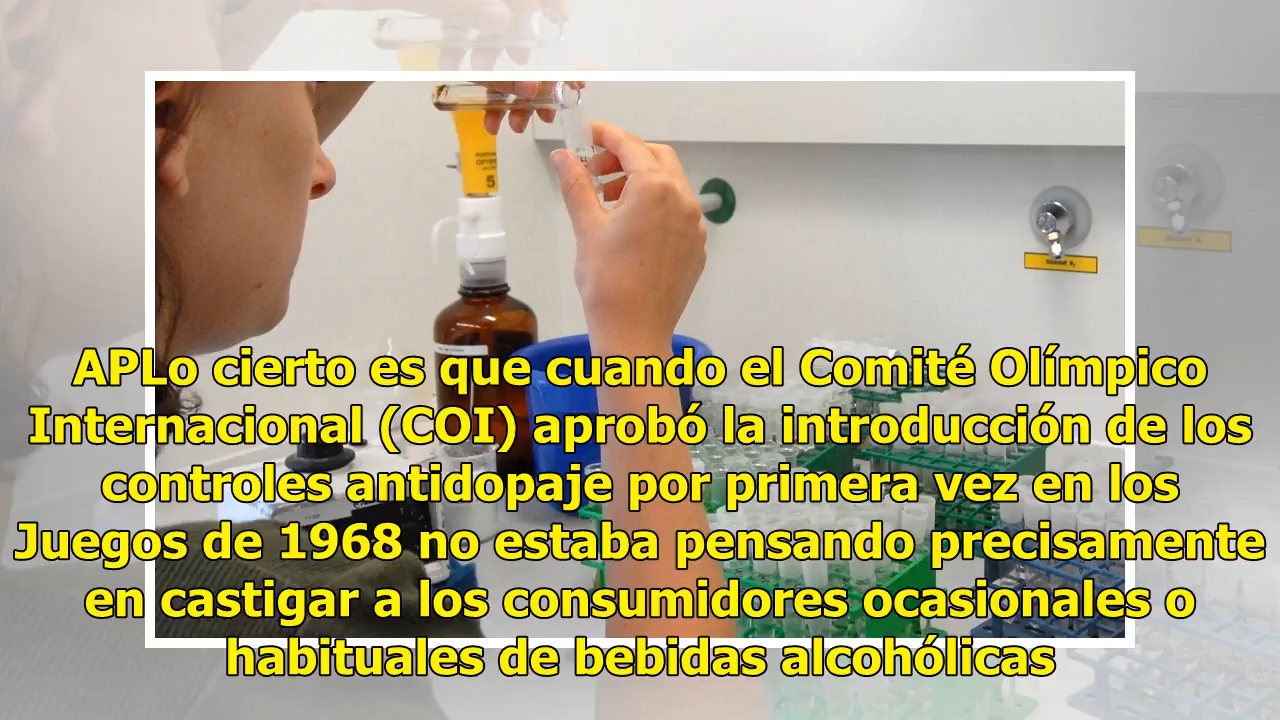 5
APLo cierto es que cuando el Comité Olímpico
Internacional (COI) aprobó la introducción de los
controles antidopaje por primera vez en los
Juegos de 1968 no estaba pensando precisamente
en castigar a los consumidores ocasionales o
habituales de bebidas alcohólicas